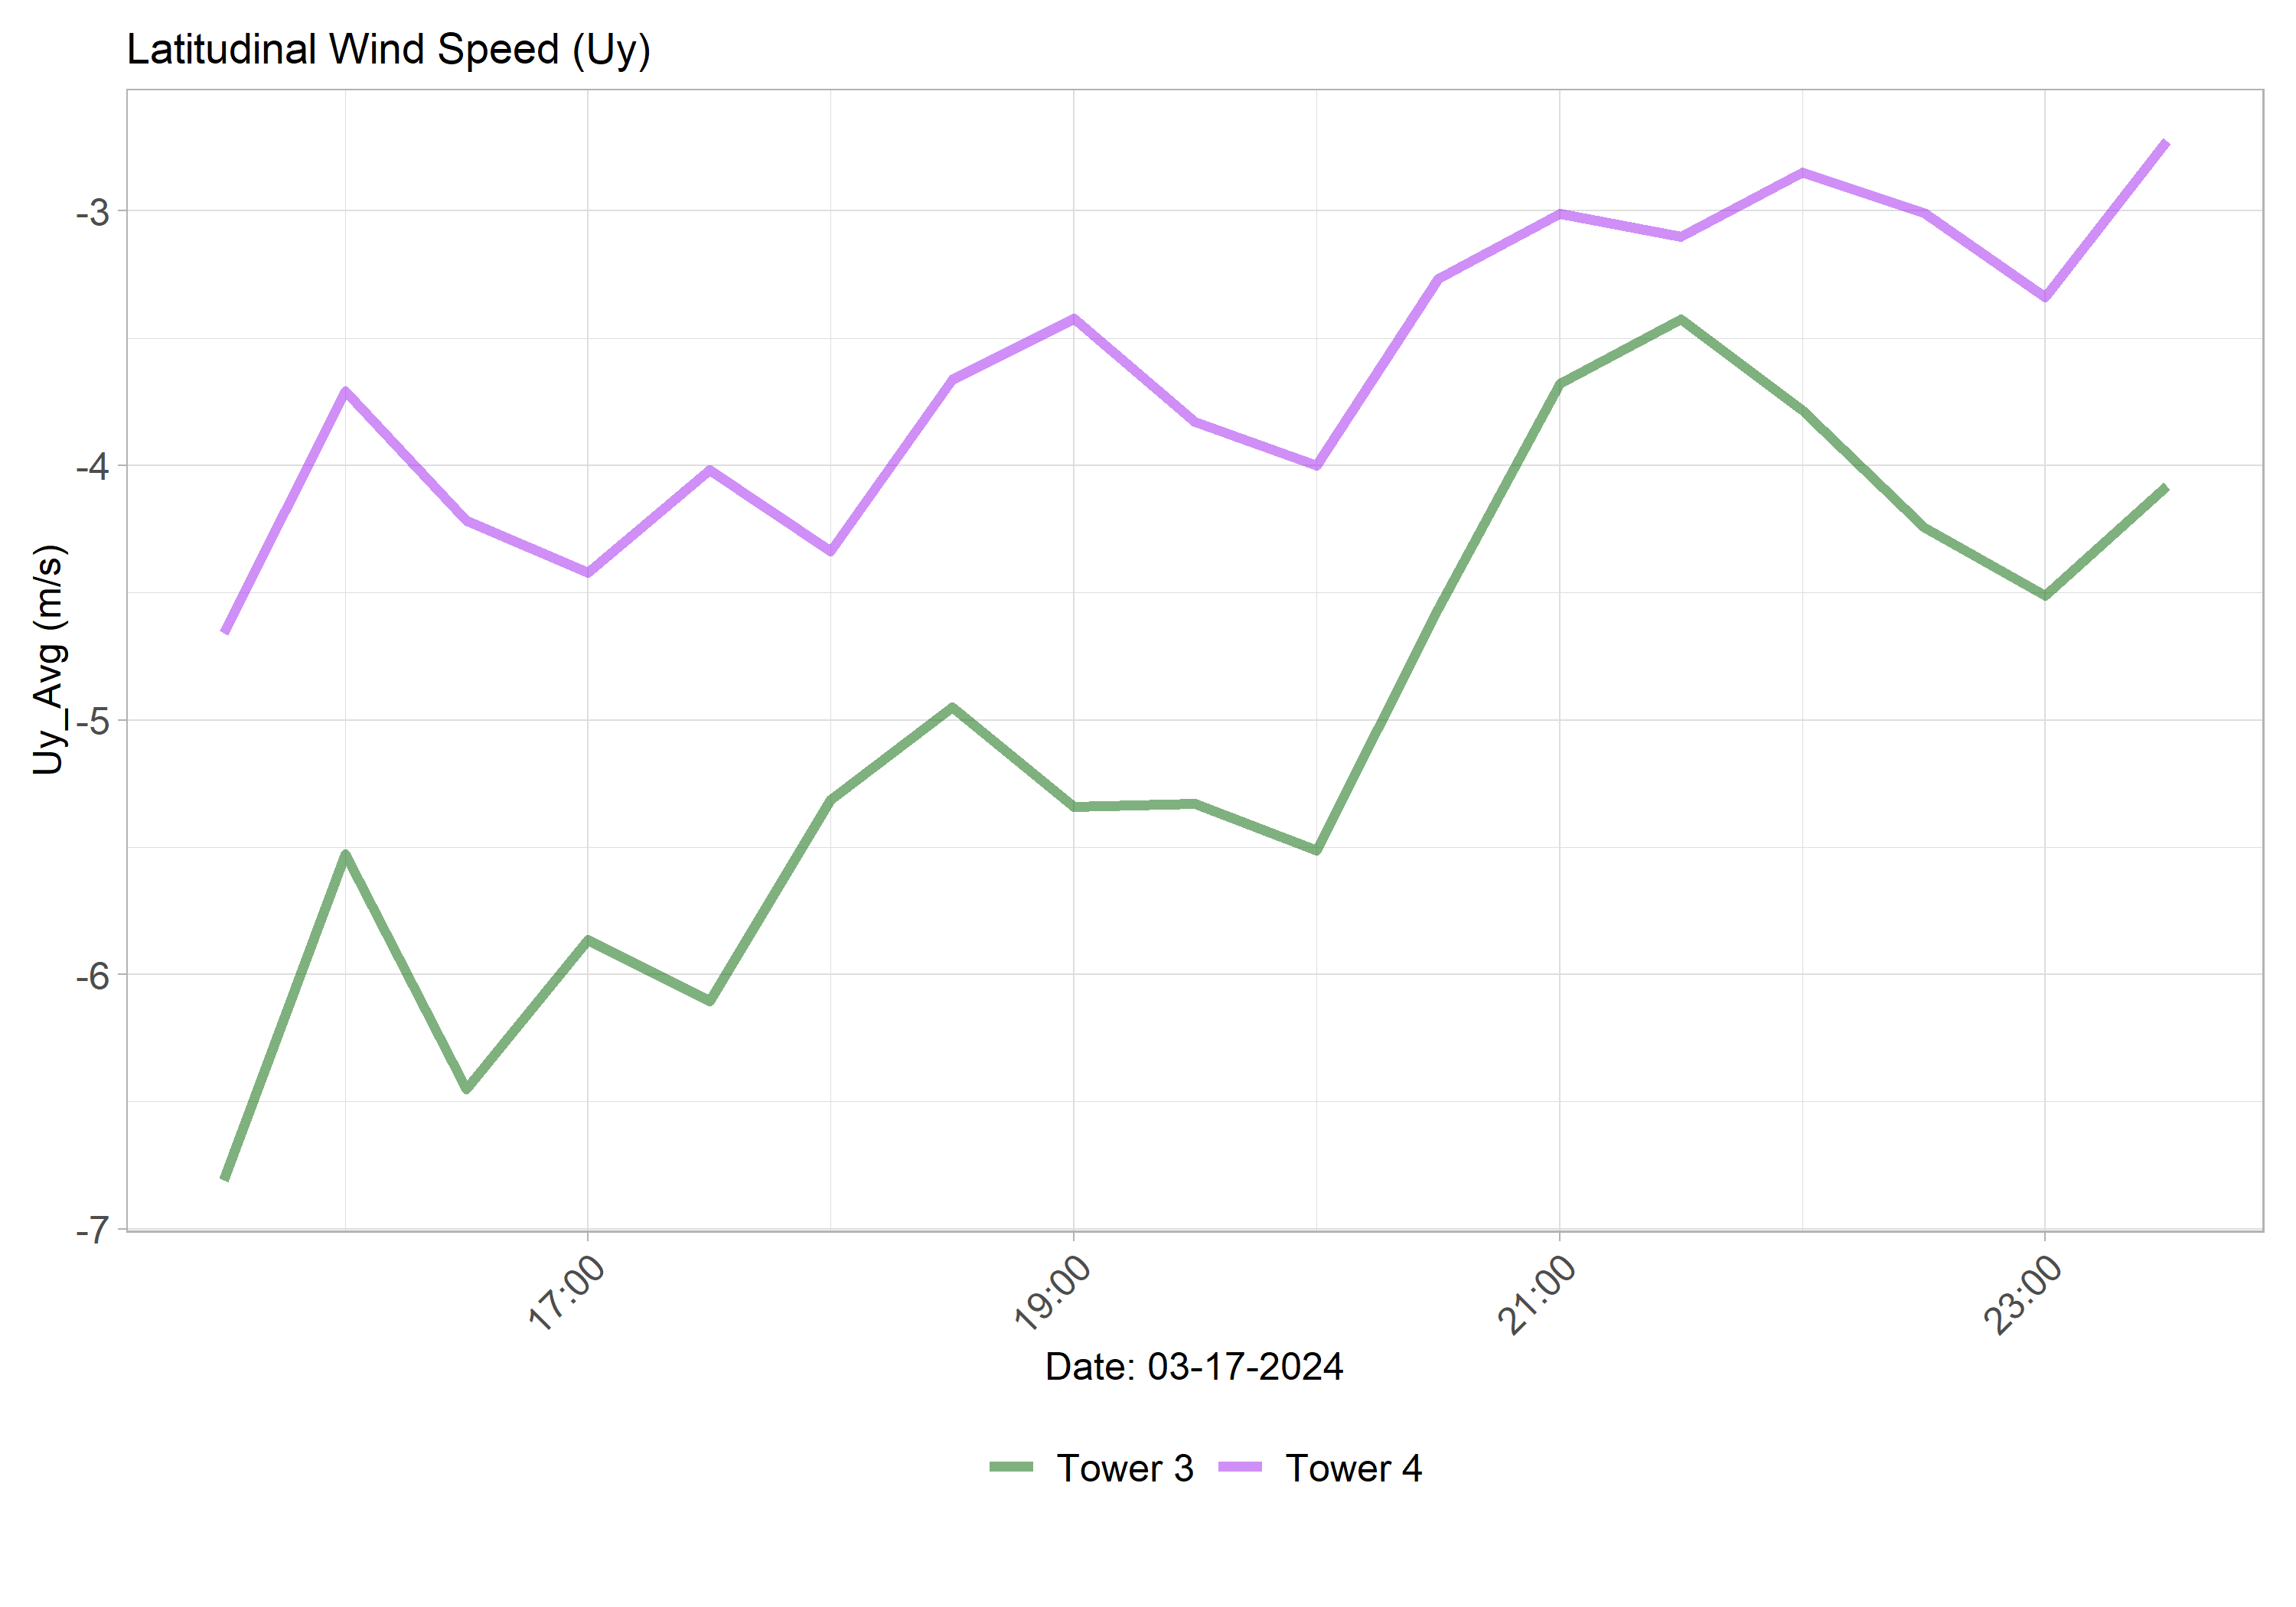 Latitudinal Wind Speed (Uy)
Uy_Avg (m/s)
-3
-4
-5
-6
-7
17:00
19:00
21:00
23:00
Date: 03-17-2024
Tower 3
Tower 4